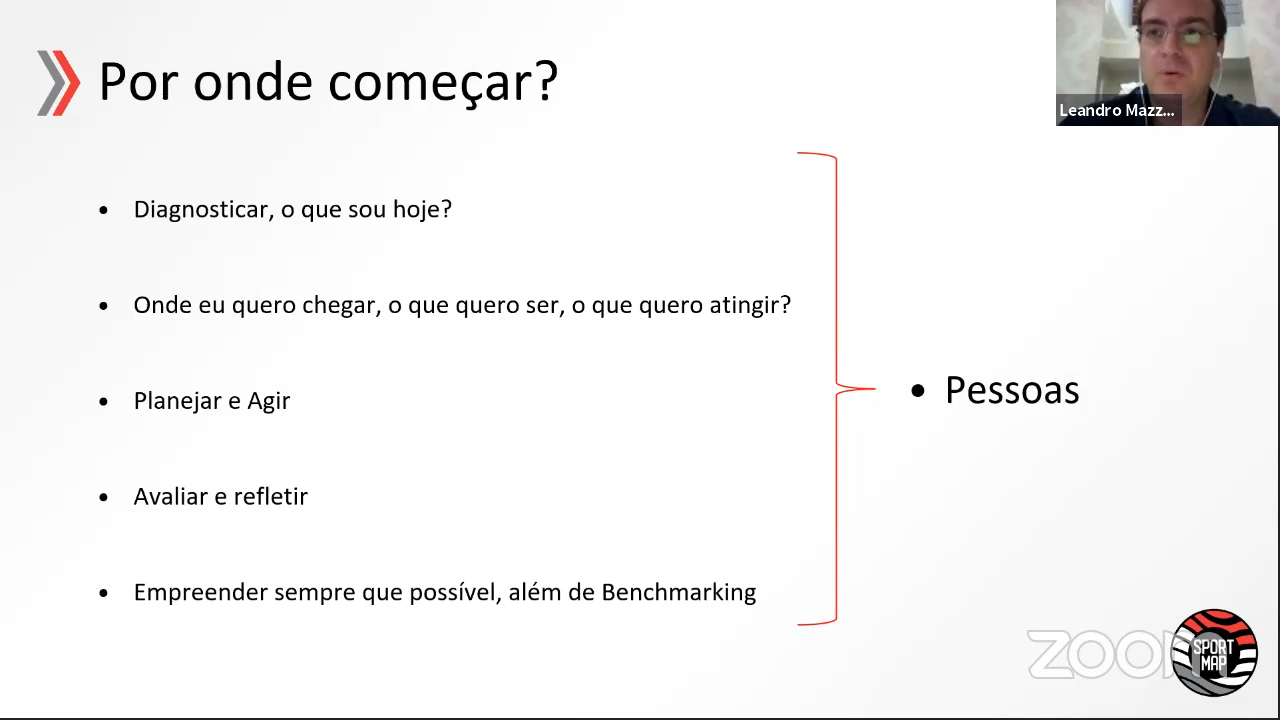 Por onde começar?
Leandro Mazz...
• Diagnosticar, o que sou hoje?
• Onde eu quero chegar, o que quero ser, o que quero atingir?
• Planejar e Agir
• Avaliar e refletir
• Empreender sempre que possível, além de Benchmarking
• Pessoas
zoom
SPORT
MAP